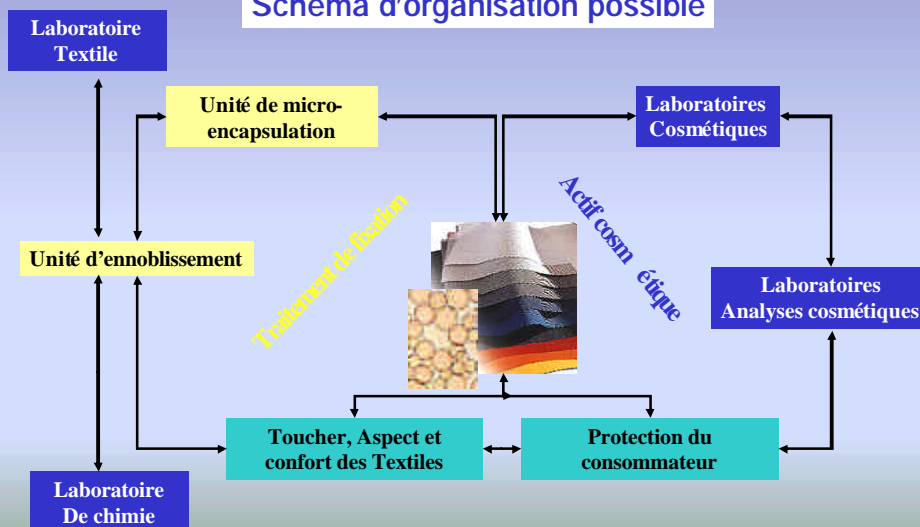 Schéma d'organisation possible
Laboratoire
Textile
Unité de micro-
encapsulation
Laboratoires
Cosmétiques
Traitement de fixation
Actif cosm étique
Unité d'ennoblissement
Laboratoires
Analyses cosmétiques
Toucher, Aspect et
confort des Textiles
Protection du
consommateur
Laboratoire
De chimie